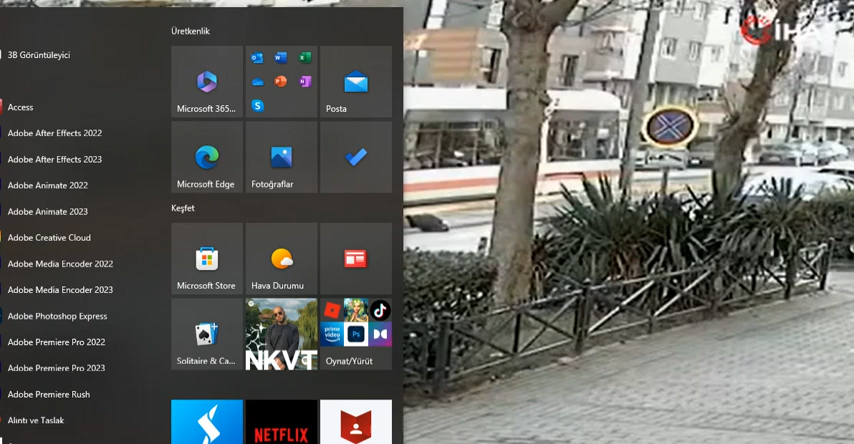 3B Görüntüleyici
Access
Adobe After Effects 2022
Adobe After Effects 2023
Adobe Animate 2022
Adobe Animate 2023
Adobe Creative Cloud
Adobe Media Encoder 2022
Adobe Media Encoder 2023
Adobe Photoshop Express
Adobe Premiere Pro 2022
Adobe Premiere Pro 2023
Adobe Premiere Rush
Alıntı ve Taslak
Üretkenlik
Microsoft 365...
Posta
Microsoft Edge
Fotoğraflar
Keşfet
Microsoft Store
Hava Durumu
Solitaire & Ca...
NKVT
prime video
Ps
Oynat/Yürüt
NETFLIX
İHA